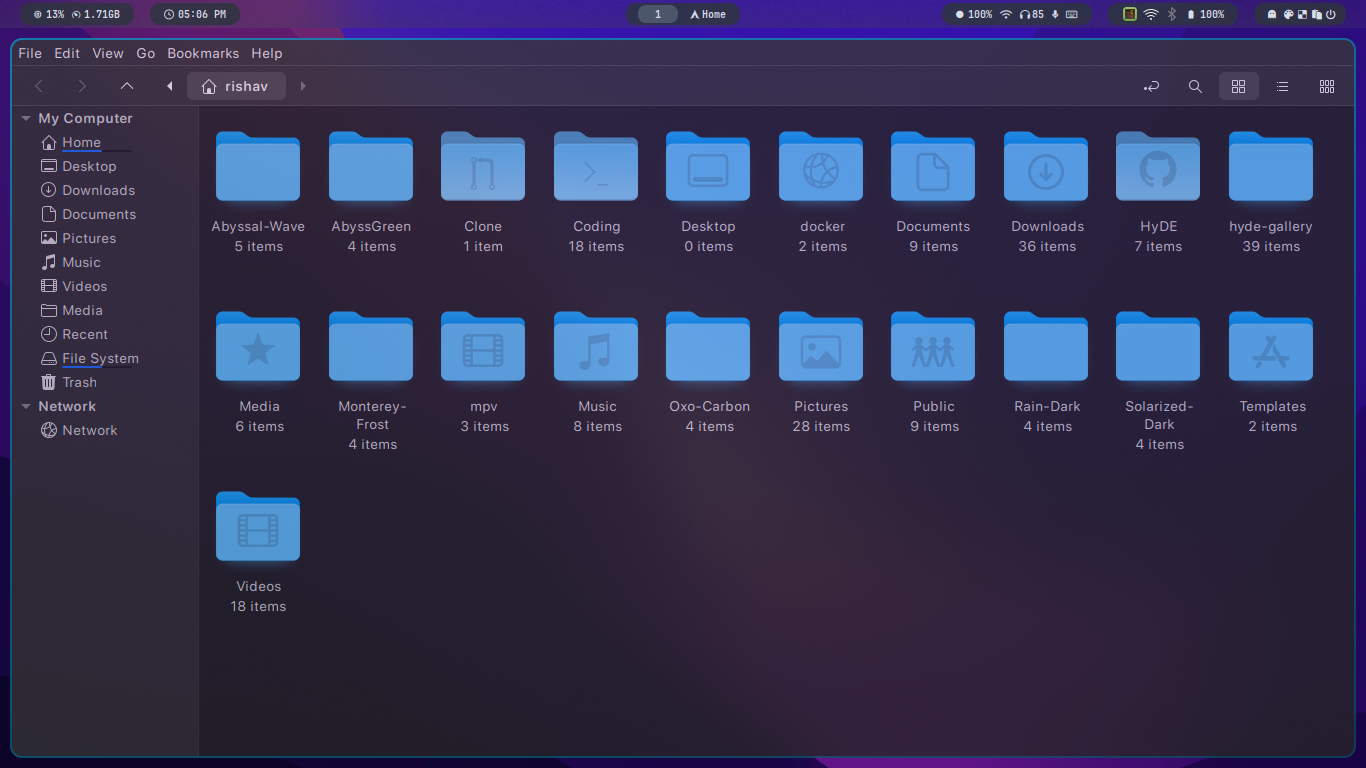 13% 1.71GB 05:06 PM 1 Home 100% 85 100%
File Edit View Go Bookmarks Help
rishav
My Computer
Home
Desktop
Downloads
Documents
Pictures
Music
Videos
Media
Recent
File System
Trash
Network
Network
Abyssal-Wave AbyssGreen Clone Coding Desktop docker Documents Downloads HyDE hyde-gallery
5 items 4 items 1 item 18 items 0 items 2 items 9 items 36 items 7 items 39 items
Media Monterey- mpv Music Oxo-Carbon Pictures Public Rain-Dark Solarized- Templates
6 items Frost 3 items 8 items 4 items 28 items 9 items 4 items Dark 2 items
4 items 4 items
Videos
18 items